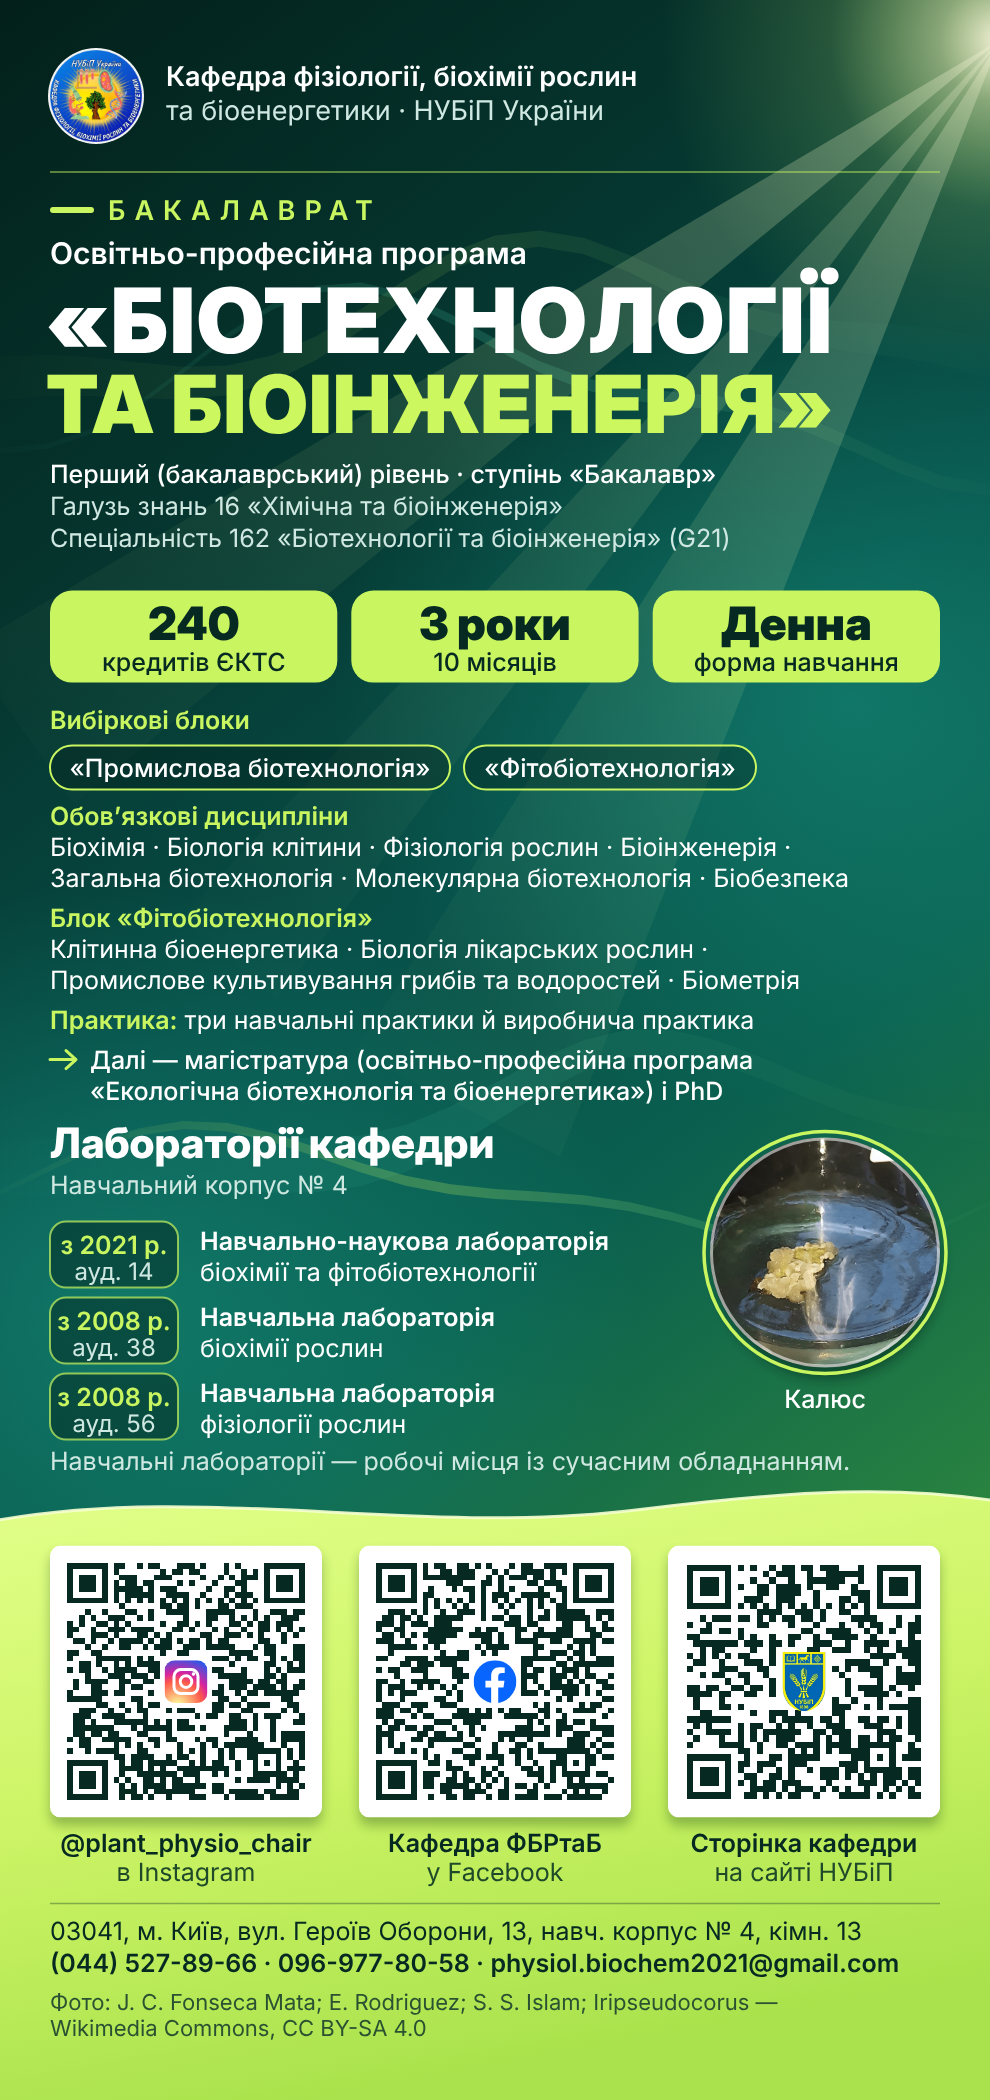 НУБіП України
КАФЕДРА ФІЗІОЛОГІЇ, БІОХІМІЇ РОСЛИН ТА БІОЕНЕРГЕТИКИ
Кафедра фізіології, біохімії рослин
та біоенергетики · НУБіП України
БАКАЛАВРАТ
Освітньо-професійна програма
«БІОТЕХНОЛОГІЇ
ТА БІОІНЖЕНЕРІЯ»
Перший (бакалаврський) рівень · ступінь «Бакалавр»
Галузь знань 16 «Хімічна та біоінженерія»
Спеціальність 162 «Біотехнології та біоінженерія» (G21)
240
кредитів ЄКТС
3 роки
10 місяців
Денна
форма навчання
Вибіркові блоки
«Промислова біотехнологія»
«Фітобіотехнологія»
Обов’язкові дисципліни
Біохімія · Біологія клітини · Фізіологія рослин · Біоінженерія ·
Загальна біотехнологія · Молекулярна біотехнологія · Біобезпека
Блок «Фітобіотехнологія»
Клітинна біоенергетика · Біологія лікарських рослин ·
Промислове культивування грибів та водоростей · Біометрія
Практика: три навчальні практики й виробнича практика
→ Далі — магістратура (освітньо-професійна програма
«Екологічна біотехнологія та біоенергетика») і PhD
Лабораторії кафедри
Навчальний корпус № 4
з 2021 р.
ауд. 14
Навчально-наукова лабораторія
біохімії та фітобіотехнології
з 2008 р.
ауд. 38
Навчальна лабораторія
біохімії рослин
з 2008 р.
ауд. 56
Навчальна лабораторія
фізіології рослин
Калюс
Навчальні лабораторії — робочі місця із сучасним обладнанням.
НУБіП
@plant_physio_chair
в Instagram
Кафедра ФБРтаБ
у Facebook
Сторінка кафедри
на сайті НУБіП
03041, м. Київ, вул. Героїв Оборони, 13, навч. корпус № 4, кімн. 13
(044) 527-89-66 · 096-977-80-58 · physiol.biochem2021@gmail.com
Фото: J. C. Fonseca Mata; E. Rodriguez; S. S. Islam; Iripseudocorus —
Wikimedia Commons, CC BY-SA 4.0